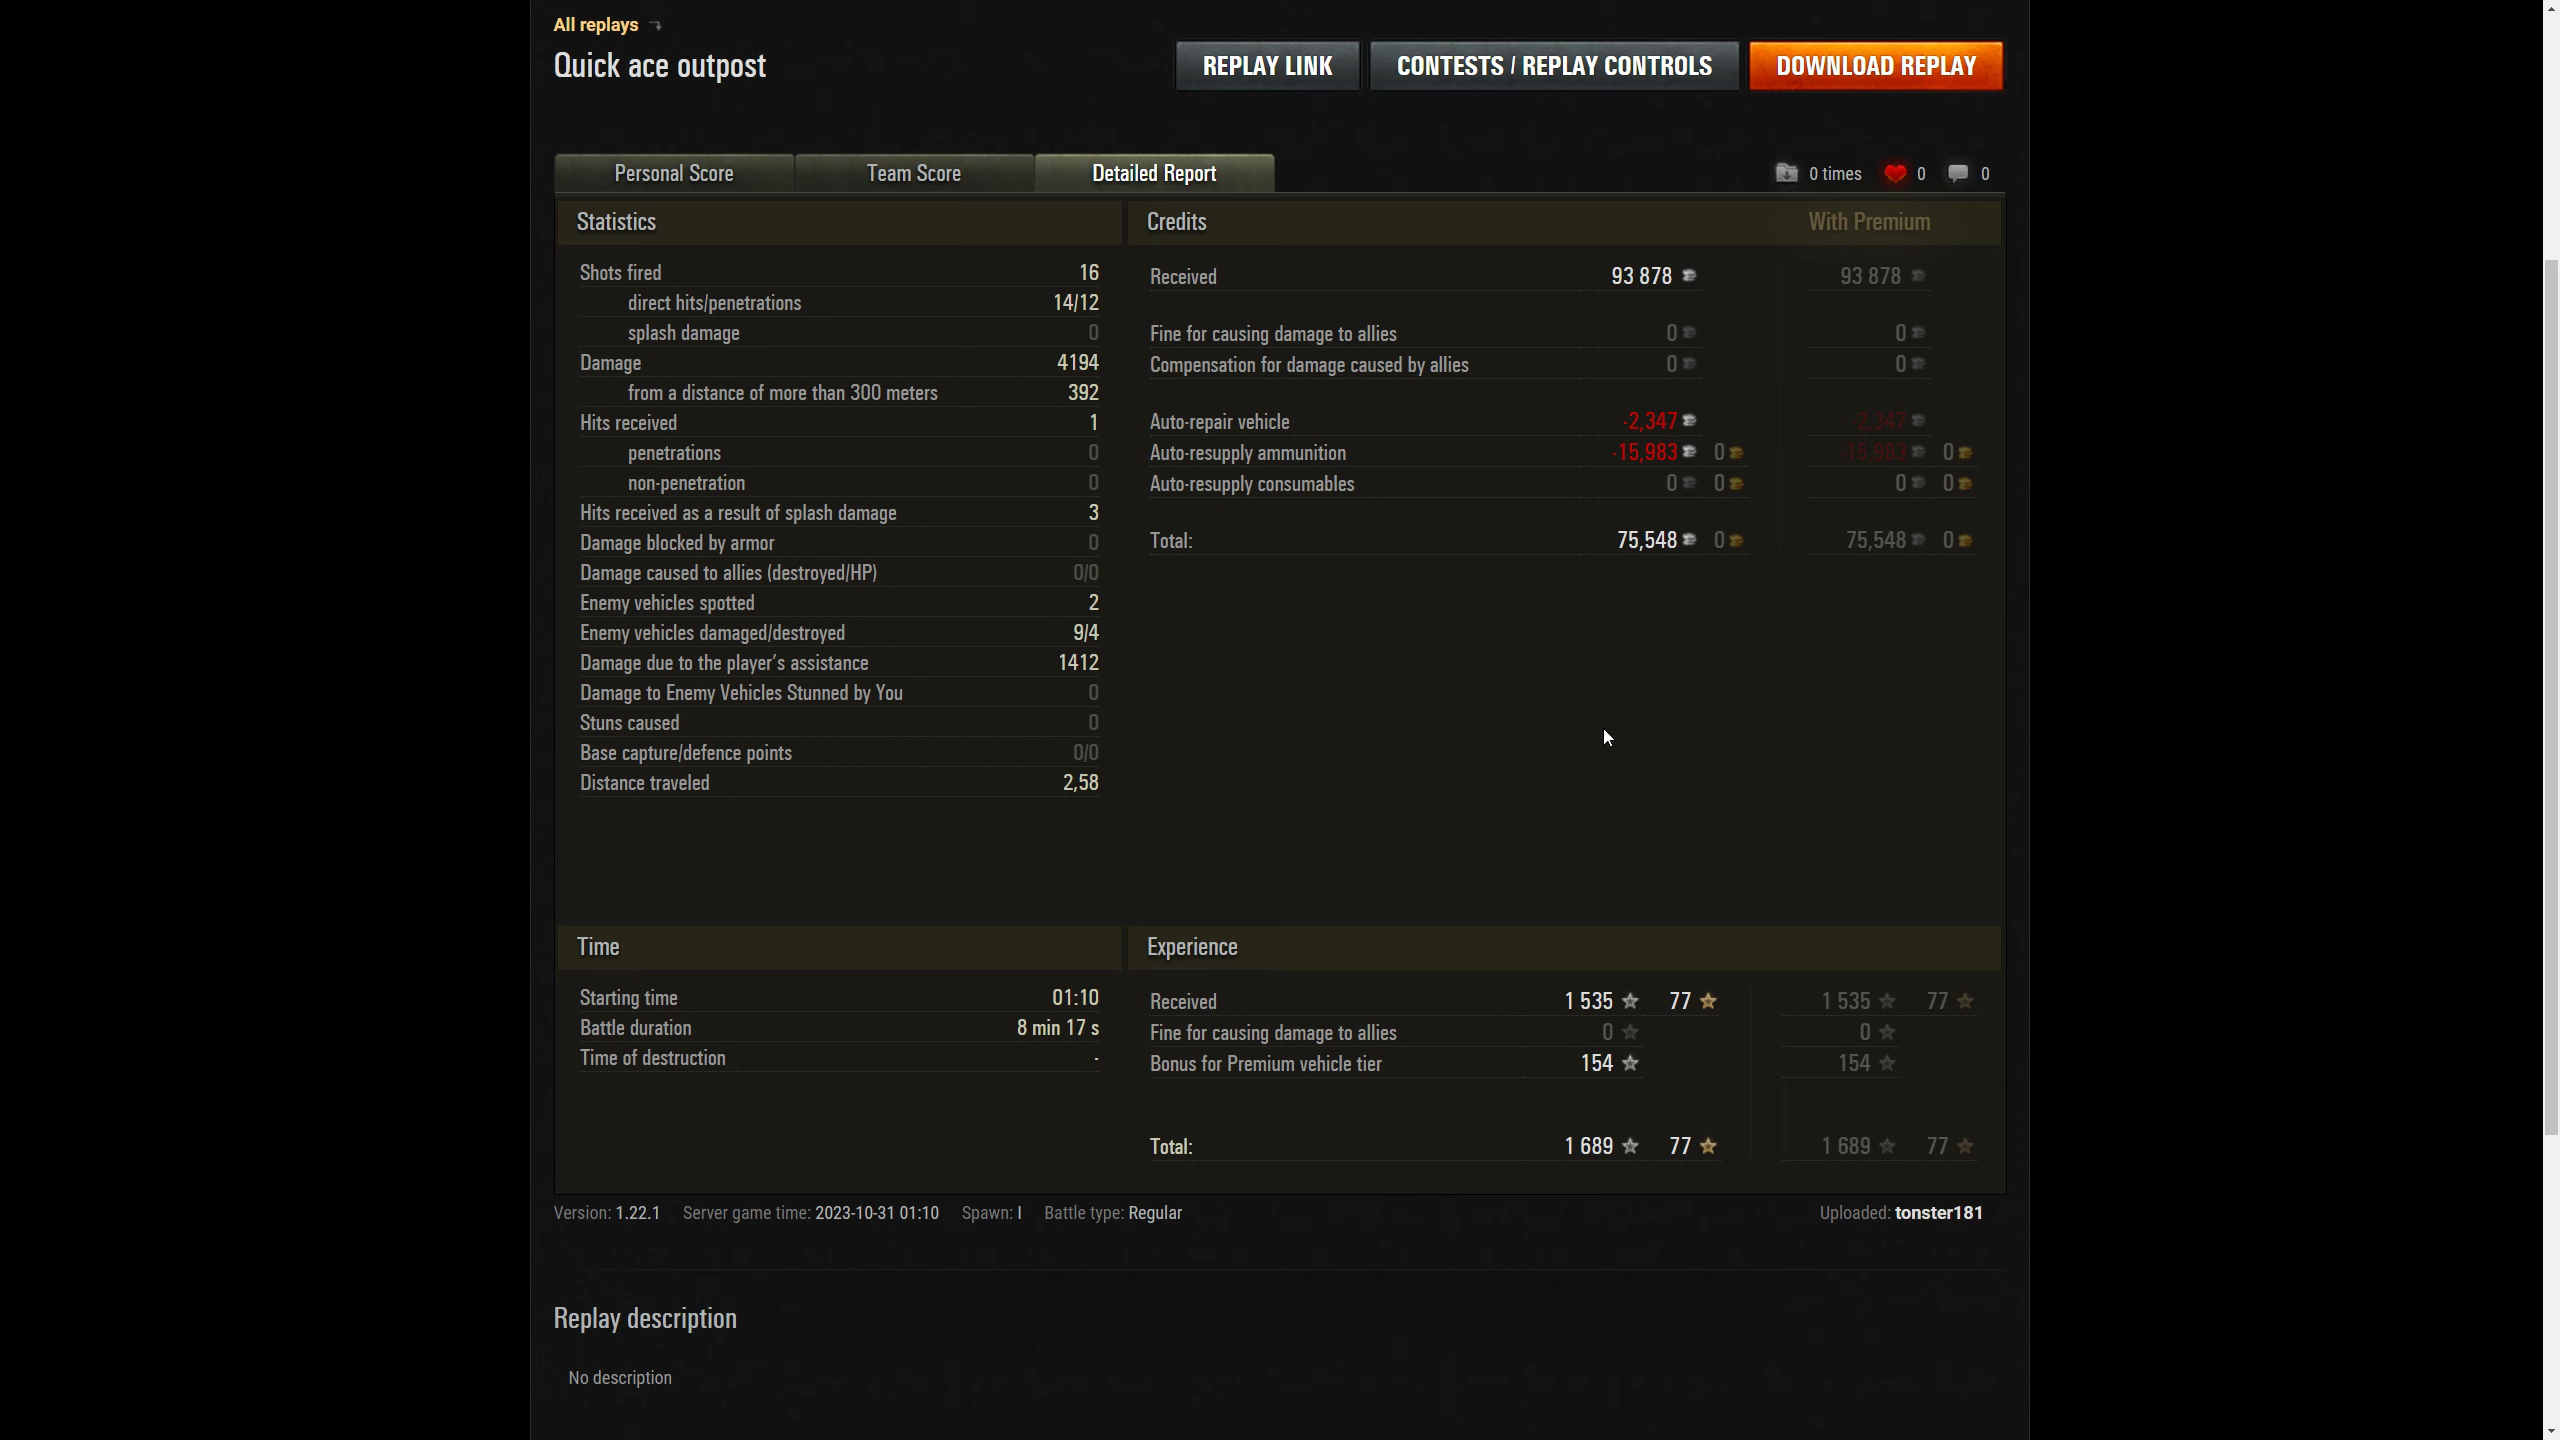 All replays
Quick ace outpost
REPLAY LINK
CONTESTS / REPLAY CONTROLS
DOWNLOAD REPLAY
Personal Score
Team Score
Detailed Report
0 times 0 0
Statistics
Shots fired 16
direct hits/penetrations 14/12
splash damage 0
Damage 4194
from a distance of more than 300 meters 392
Hits received 1
penetrations 0
non-penetration 0
Hits received as a result of splash damage 3
Damage blocked by armor 0
Damage caused to allies (destroyed/HP) 0/0
Enemy vehicles spotted 2
Enemy vehicles damaged/destroyed 9/4
Damage due to the player's assistance 1412
Damage to Enemy Vehicles Stunned by You 0
Stuns caused 0
Base capture/defence points 0/0
Distance traveled 2,58
Credits With Premium
Received 93 878 93 878
Fine for causing damage to allies 0 0
Compensation for damage caused by allies 0 0
Auto-repair vehicle -2,347 -2,347
Auto-resupply ammunition -15,983 0 -15,983 0
Auto-resupply consumables 0 0 0 0
Total: 75,548 0 75,548 0
Time
Starting time 01:10
Battle duration 8 min 17 s
Time of destruction -
Experience
Received 1 535 77 1 535 77
Fine for causing damage to allies 0 0
Bonus for Premium vehicle tier 154 154
Total: 1 689 77 1 689 77
Version: 1.22.1 Server game time: 2023-10-31 01:10 Spawn: I Battle type: Regular Uploaded: tonster181
Replay description
No description